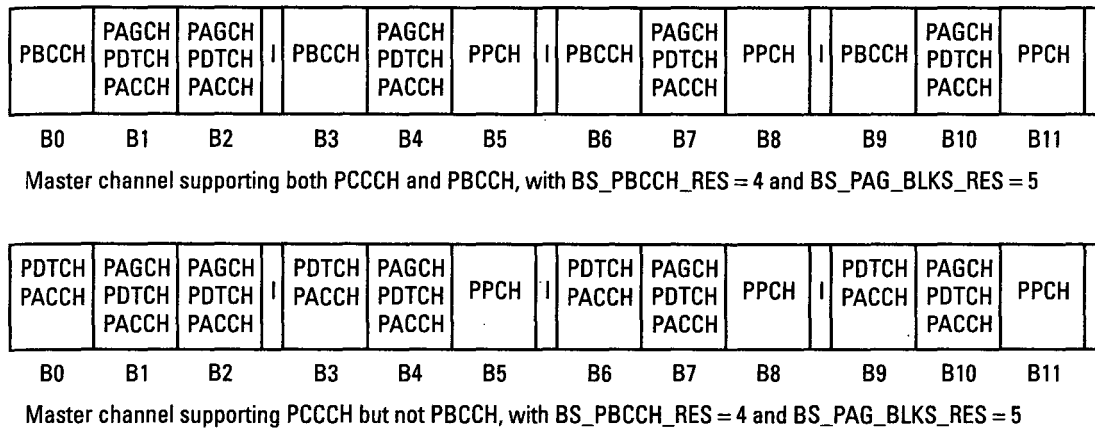 PAGCH PAGCH PAGCH PAGCH PAGCH
PBCCH PDTCH PDTCH I PBCCH PDTCH PPCH I PBCCH PDTCH PPCH I PBCCH PDTCH PPCH
PACCH PACCH PACCH PACCH PACCH
B0 B1 B2 B3 B4 B5 B6 B7 B8 B9 B10 B11
Master channel supporting both PCCCH and PBCCH, with BS_PBCCH_RES = 4 and BS_PAG_BLKS_RES = 5
PDTCH PAGCH PAGCH PDTCH PAGCH PDTCH PAGCH PDTCH PAGCH
PACCH PDTCH PDTCH I PACCH PDTCH PPCH I PACCH PDTCH PPCH I PACCH PDTCH PPCH
PACCH PACCH PACCH PACCH PACCH
B0 B1 B2 B3 B4 B5 B6 B7 B8 B9 B10 B11
Master channel supporting PCCCH but not PBCCH, with BS_PBCCH_RES = 4 and BS_PAG_BLKS_RES = 5